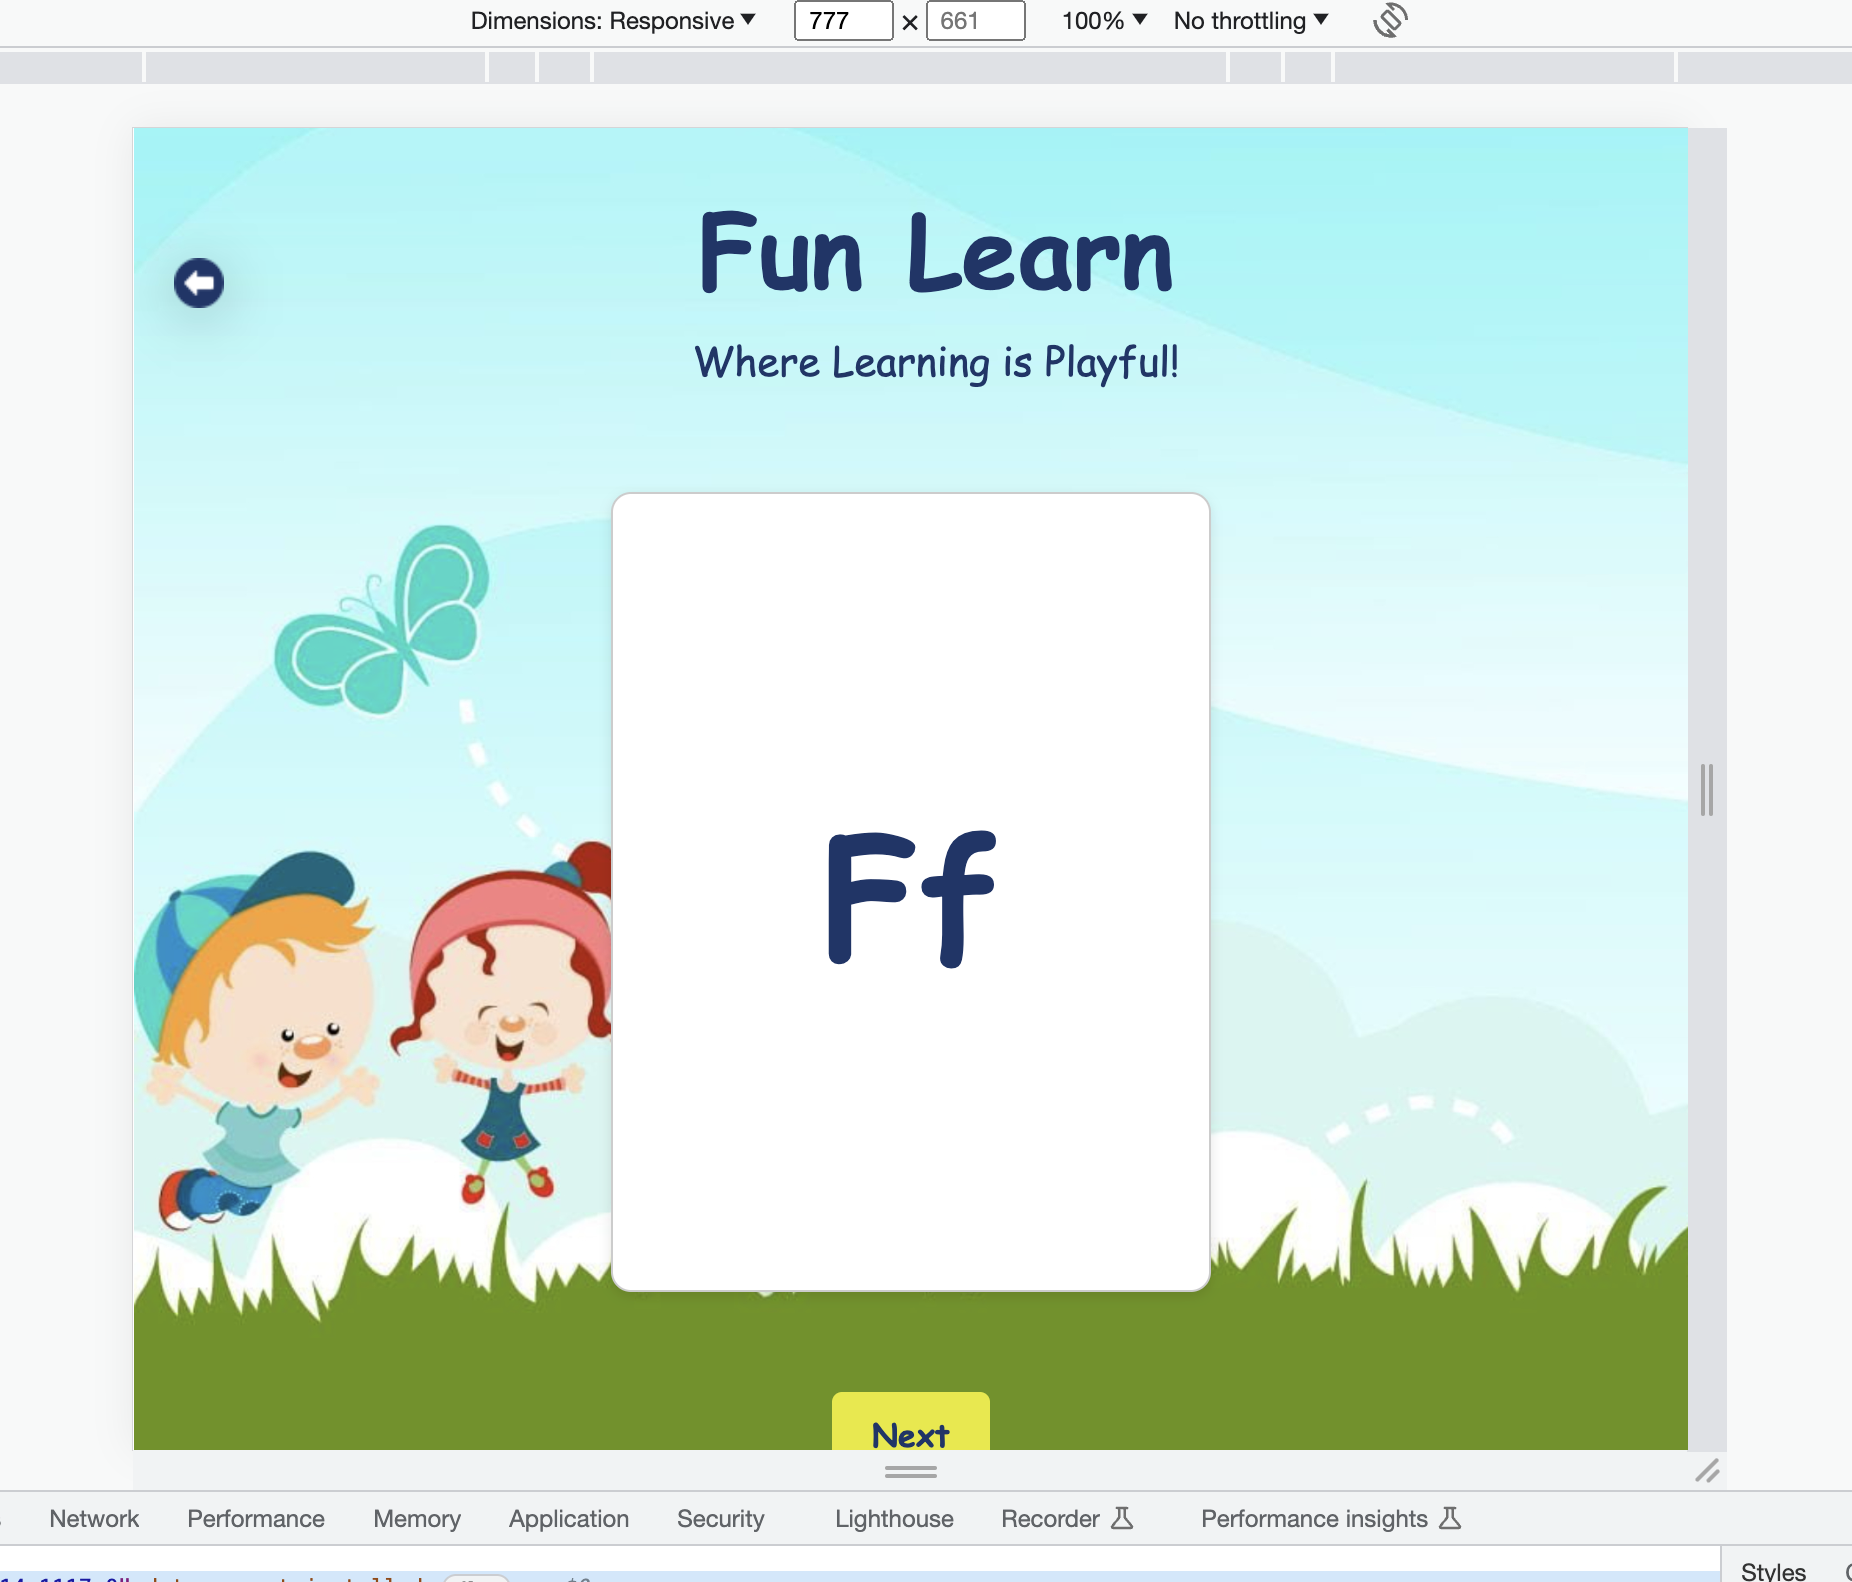 Dimensions: Responsive ▼ 777 × 661 100% ▼ No throttling ▼
Fun Learn
Where Learning is Playful!
Ff
Next
Network Performance Memory Application Security Lighthouse Recorder Performance insights
Styles